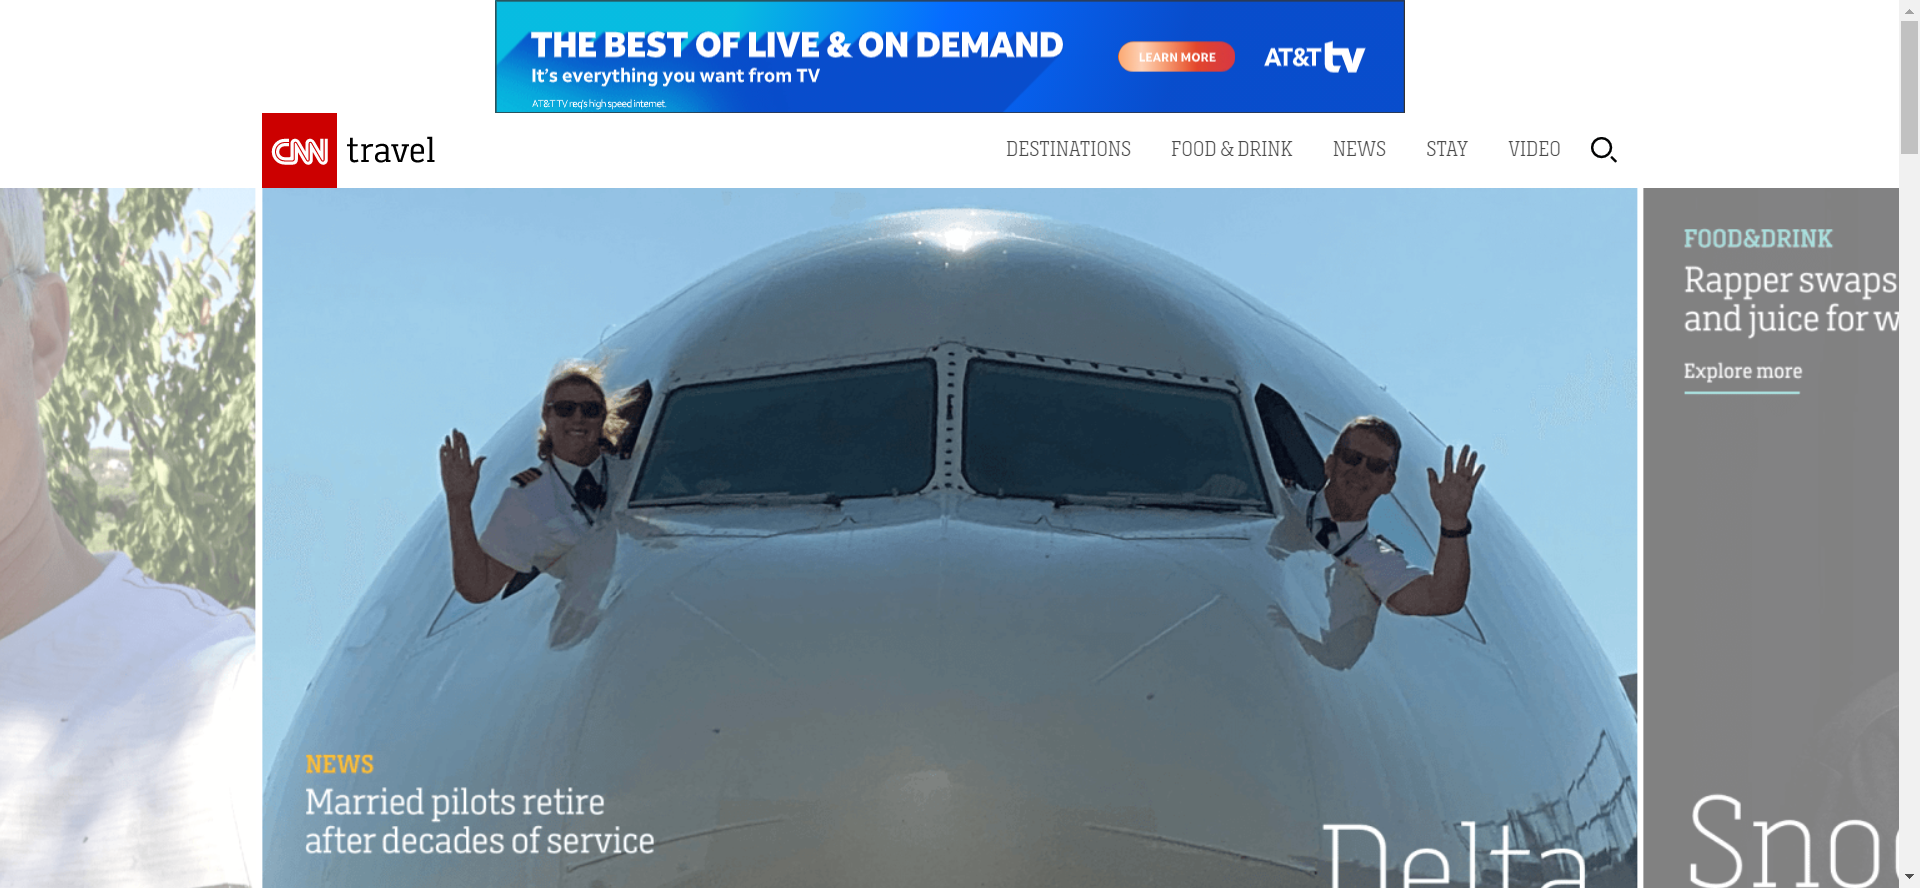 THE BEST OF LIVE & ON DEMAND
It's everything you want from TV
AT&T TV req's high speed internet.
LEARN MORE
AT&T tv
CNN travel
DESTINATIONS
FOOD & DRINK
NEWS
STAY
VIDEO
FOOD&DRINK
Rapper swaps
and juice for w
Explore more
NEWS
Married pilots retire
after decades of service
Delta
Snoo